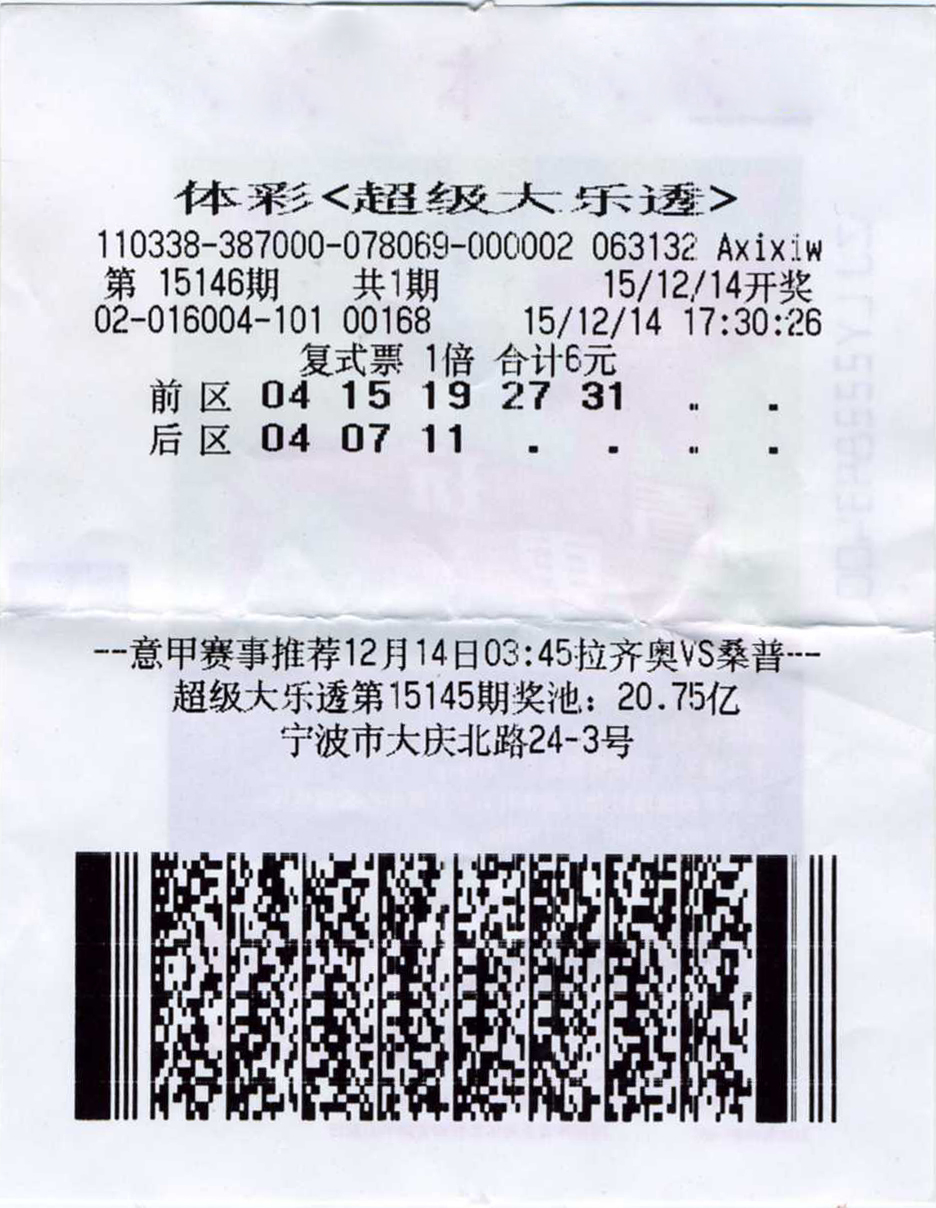 体彩<超级大乐透>
110338-387000-078069-000002 063132 Axixiw
第 15146期 共1期 15/12/14开奖
02-016004-101 00168 15/12/14 17:30:26
复式票 1倍 合计6元
前区 04 15 19 27 31 . .
后区 04 07 11 . . . .
--意甲赛事推荐12月14日03:45拉齐奥VS桑普---
超级大乐透第15145期奖池：20.75亿
宁波市大庆北路24-3号